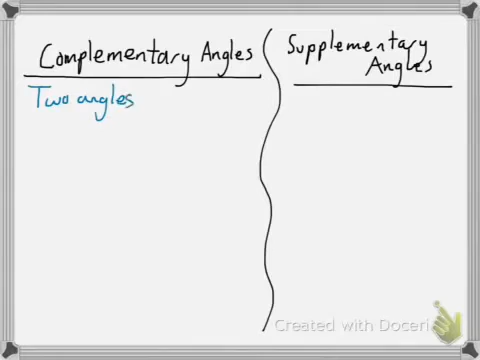 Complementary Angles
Two angles
Supplementary
Angles
Created with Doceri